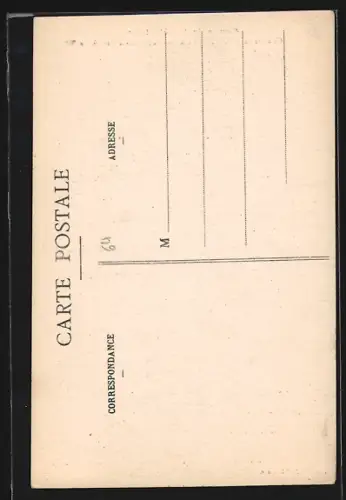 CARTE POSTALE
CORRESPONDANCE
ADRESSE
64
M